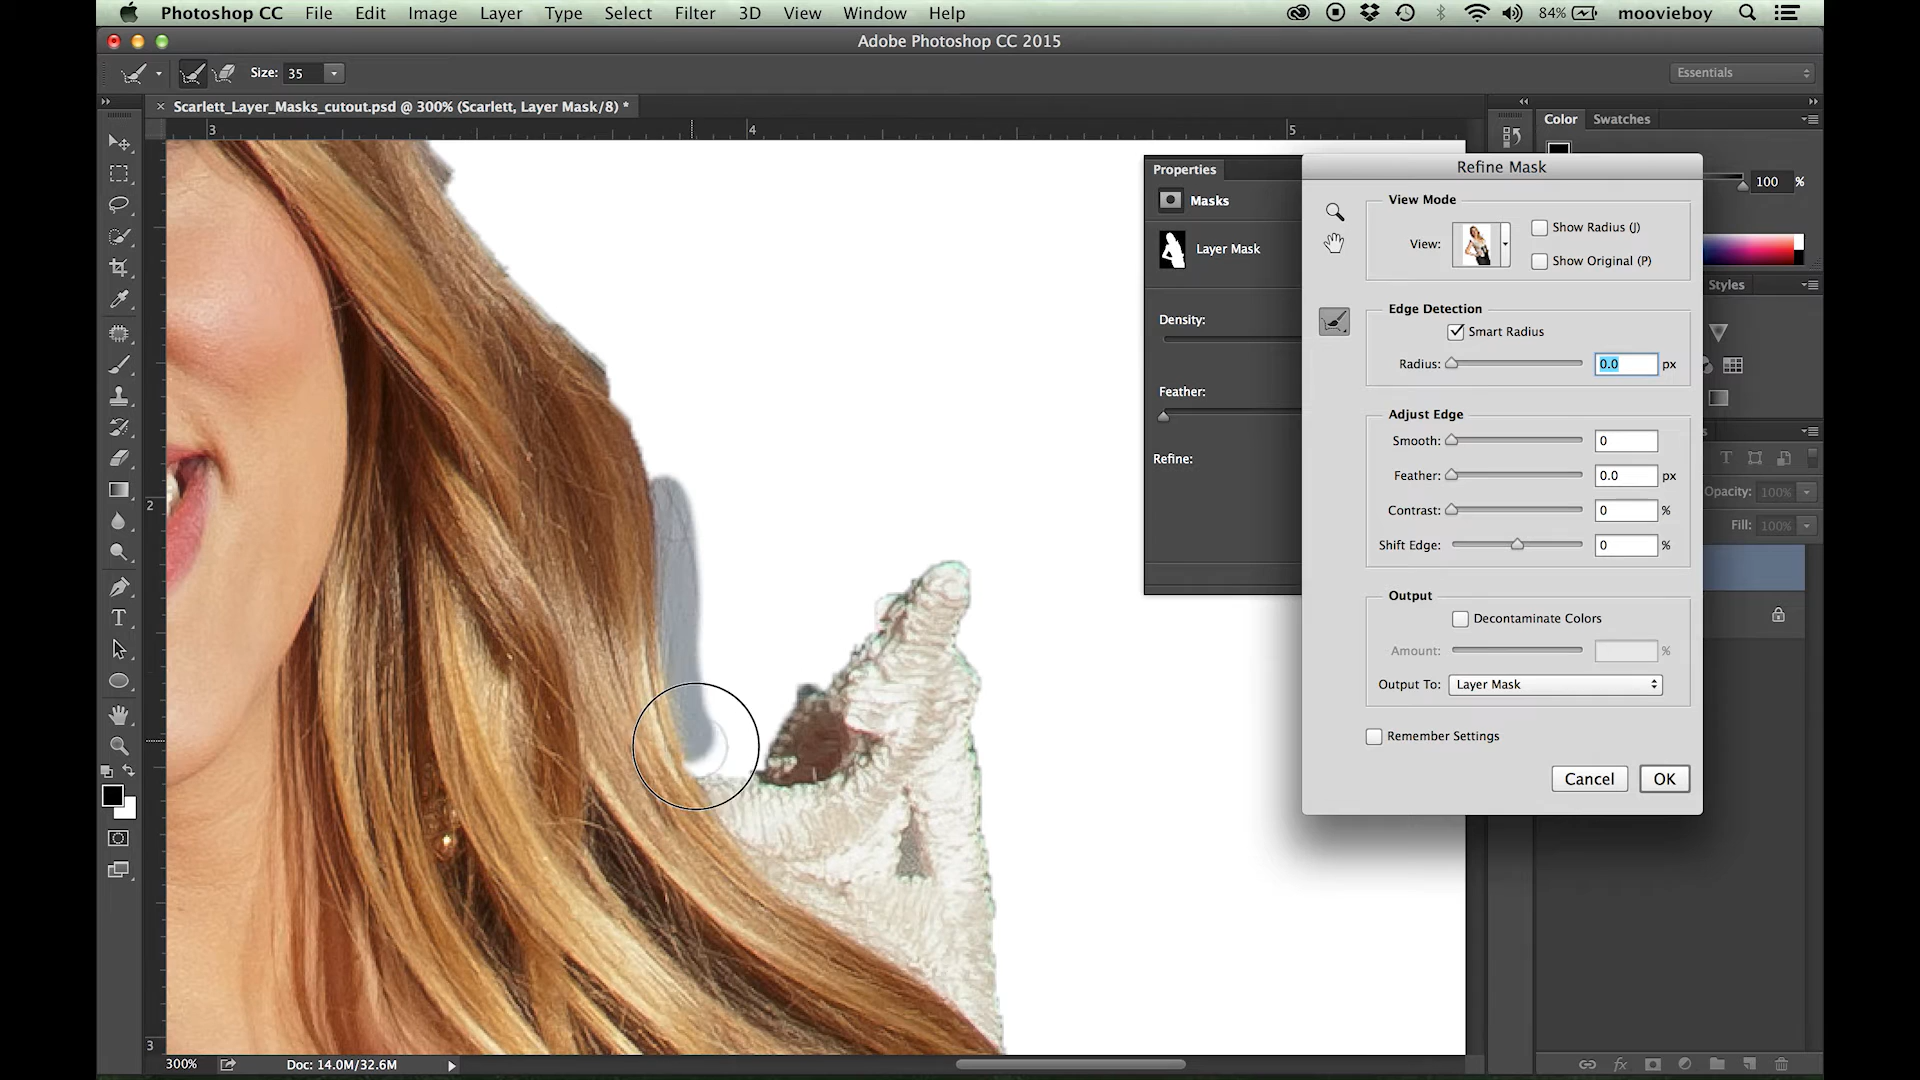 Photoshop CC File Edit Image Layer Type Select Filter 3D View Window Help 84% moovieboy
Adobe Photoshop CC 2015
Size: 35 Essentials
× Scarlett_Layer_Masks_cutout.psd @ 300% (Scarlett, Layer Mask/8) *
Color Swatches
3 4 5
Properties
Refine Mask
100 %
Masks
View Mode
Layer Mask
View:
Show Radius (J)
Show Original (P)
Styles
Density:
Edge Detection
Smart Radius
Radius: 0.0 px
Feather:
Adjust Edge
Smooth: 0
Refine:
Feather: 0.0 px
Opacity: 100%
Contrast: 0 %
Fill: 100%
Shift Edge: 0 %
2
Output
Decontaminate Colors
Amount: %
Output To: Layer Mask
Remember Settings
Cancel OK
3
300% Doc: 14.0M/32.6M
fx